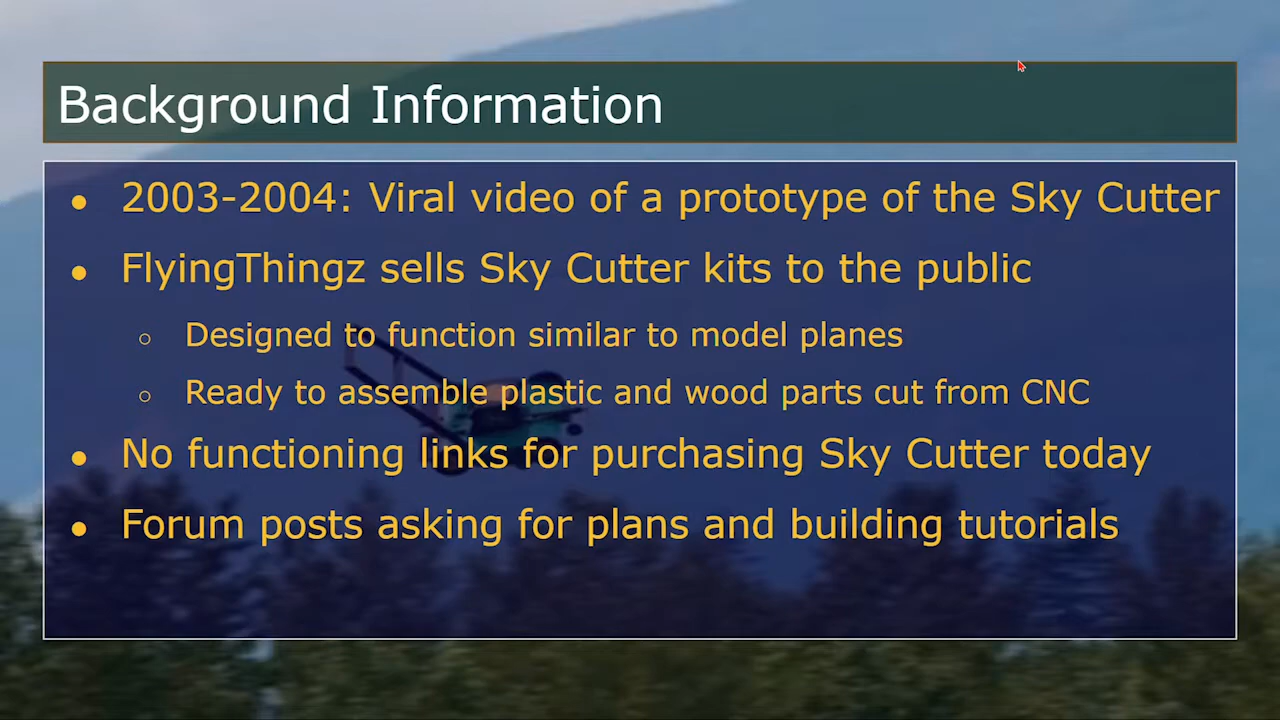 Background Information
● 2003-2004: Viral video of a prototype of the Sky Cutter
● FlyingThingz sells Sky Cutter kits to the public
○ Designed to function similar to model planes
○ Ready to assemble plastic and wood parts cut from CNC
● No functioning links for purchasing Sky Cutter today
● Forum posts asking for plans and building tutorials